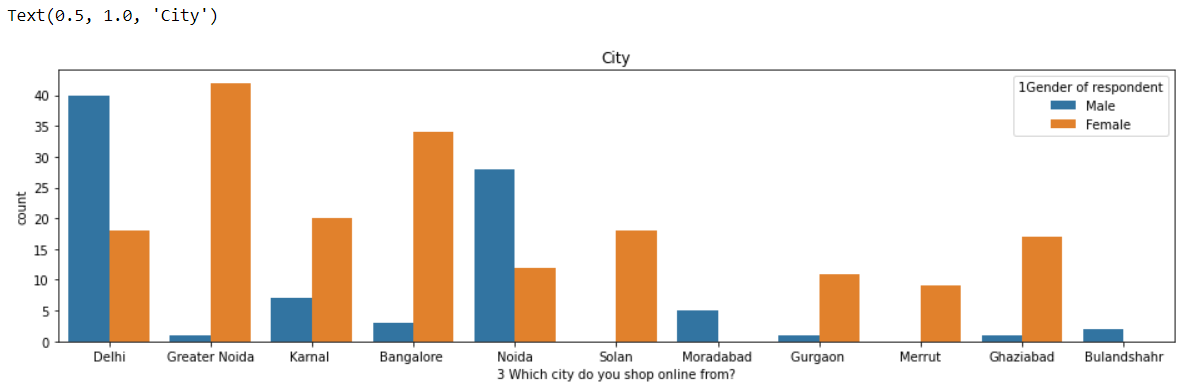 Text(0.5, 1.0, 'City')
City
1Gender of respondent
Male
Female
40
35
30
25
20
15
10
5
0
count
Delhi Greater Noida Karnal Bangalore Noida Solan Moradabad Gurgaon Merrut Ghaziabad Bulandshahr
3 Which city do you shop online from?